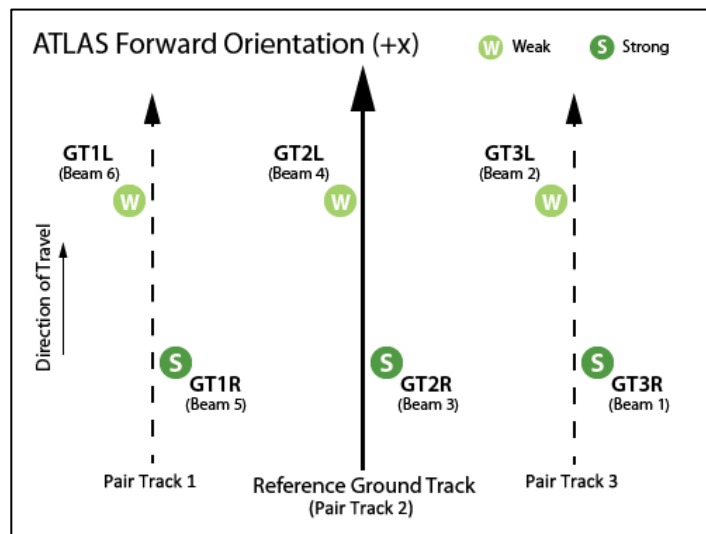 ATLAS Forward Orientation (+x)
W Weak
S Strong
GT1L
(Beam 6)
W
GT2L
(Beam 4)
W
GT3L
(Beam 2)
W
Direction of Travel
S
GT1R
(Beam 5)
S
GT2R
(Beam 3)
S
GT3R
(Beam 1)
Pair Track 1
Reference Ground Track
(Pair Track 2)
Pair Track 3